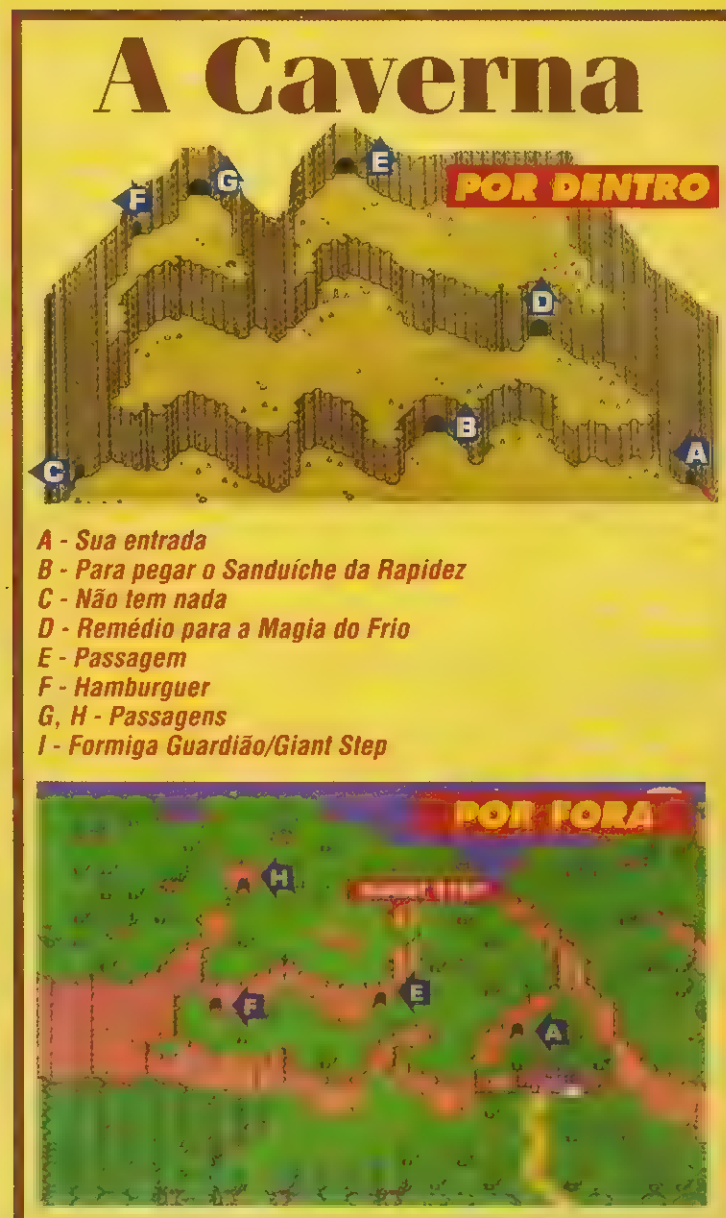 A Caverna
F
G
E
POR DENTRO
D
B
C
A
A - Sua entrada
B - Para pegar o Sanduíche da Rapidez
C - Não tem nada
D - Remédio para a Magia do Frio
E - Passagem
F - Hamburguer
G, H - Passagens
I - Formiga Guardião/Giant Step
POR FORA
H
E
F
A